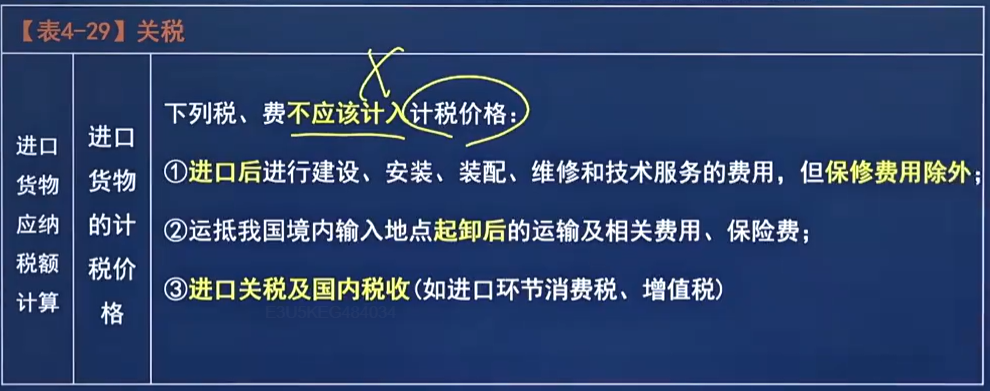 【表4-29】关税
进口
货物
应纳
税额
计算
进口
货物
的计
税价
格
下列税、费不应该计入计税价格：
①进口后进行建设、安装、装配、维修和技术服务的费用，但保修费用除外；
②运抵我国境内输入地点起卸后的运输及相关费用、保险费；
③进口关税及国内税收(如进口环节消费税、增值税)